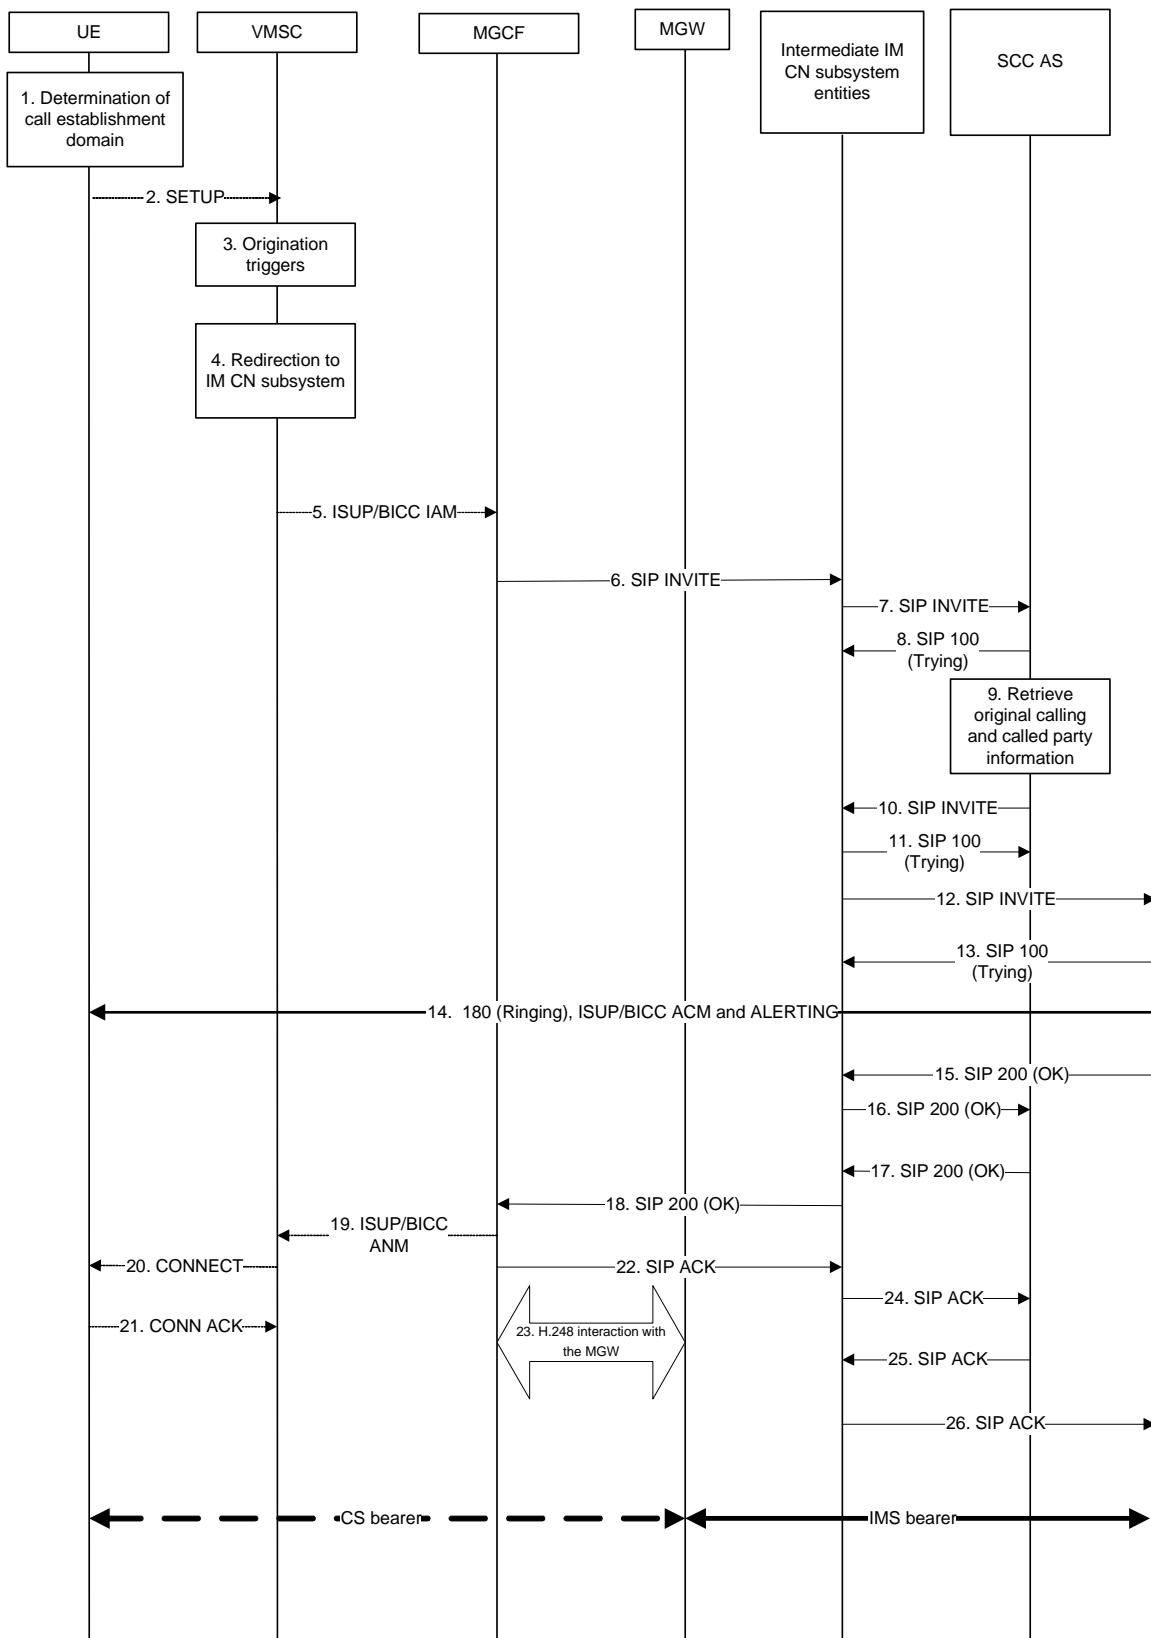 UE
VMSC
MGCF
MGW
Intermediate IM
CN subsystem
entities
SCC AS
1. Determination of
call establishment
domain
2. SETUP
3. Origination
triggers
4. Redirection to
IM CN subsystem
5. ISUP/BICC IAM
6. SIP INVITE
7. SIP INVITE
8. SIP 100
(Trying)
9. Retrieve
original calling
and called party
information
10. SIP INVITE
11. SIP 100
(Trying)
12. SIP INVITE
13. SIP 100
(Trying)
14. 180 (Ringing), ISUP/BICC ACM and ALERTING
15. SIP 200 (OK)
16. SIP 200 (OK)
17. SIP 200 (OK)
18. SIP 200 (OK)
19. ISUP/BICC
ANM
20. CONNECT
22. SIP ACK
24. SIP ACK
21. CONN ACK
23. H.248 interaction with
the MGW
25. SIP ACK
26. SIP ACK
CS bearer
IMS bearer